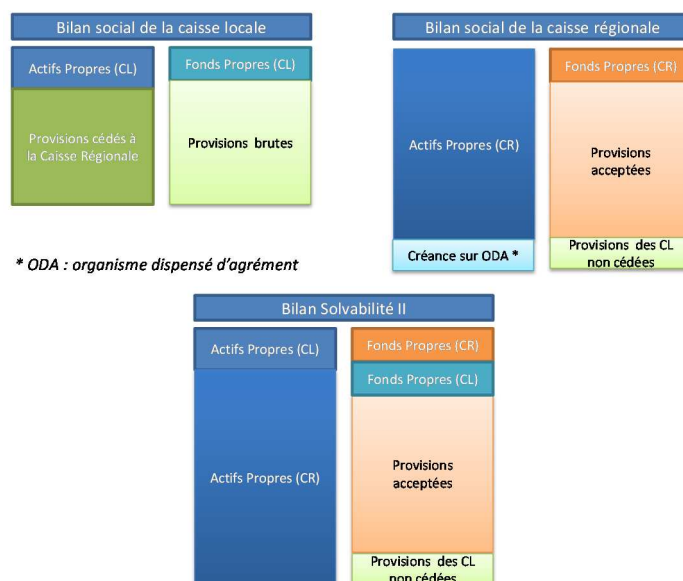 Bilan social de la caisse locale
Actifs Propres (CL)
Provisions cédés à
la Caisse Régionale
Fonds Propres (CL)
Provisions brutes
Bilan social de la caisse régionale
Actifs Propres (CR)
Créance sur ODA *
Fonds Propres (CR)
Provisions
acceptées
Provisions des CL
non cédées
* ODA : organisme dispensé d'agrément
Bilan Solvabilité II
Actifs Propres (CL)
Actifs Propres (CR)
Fonds Propres (CR)
Fonds Propres (CL)
Provisions
acceptées
Provisions des CL
non cédées